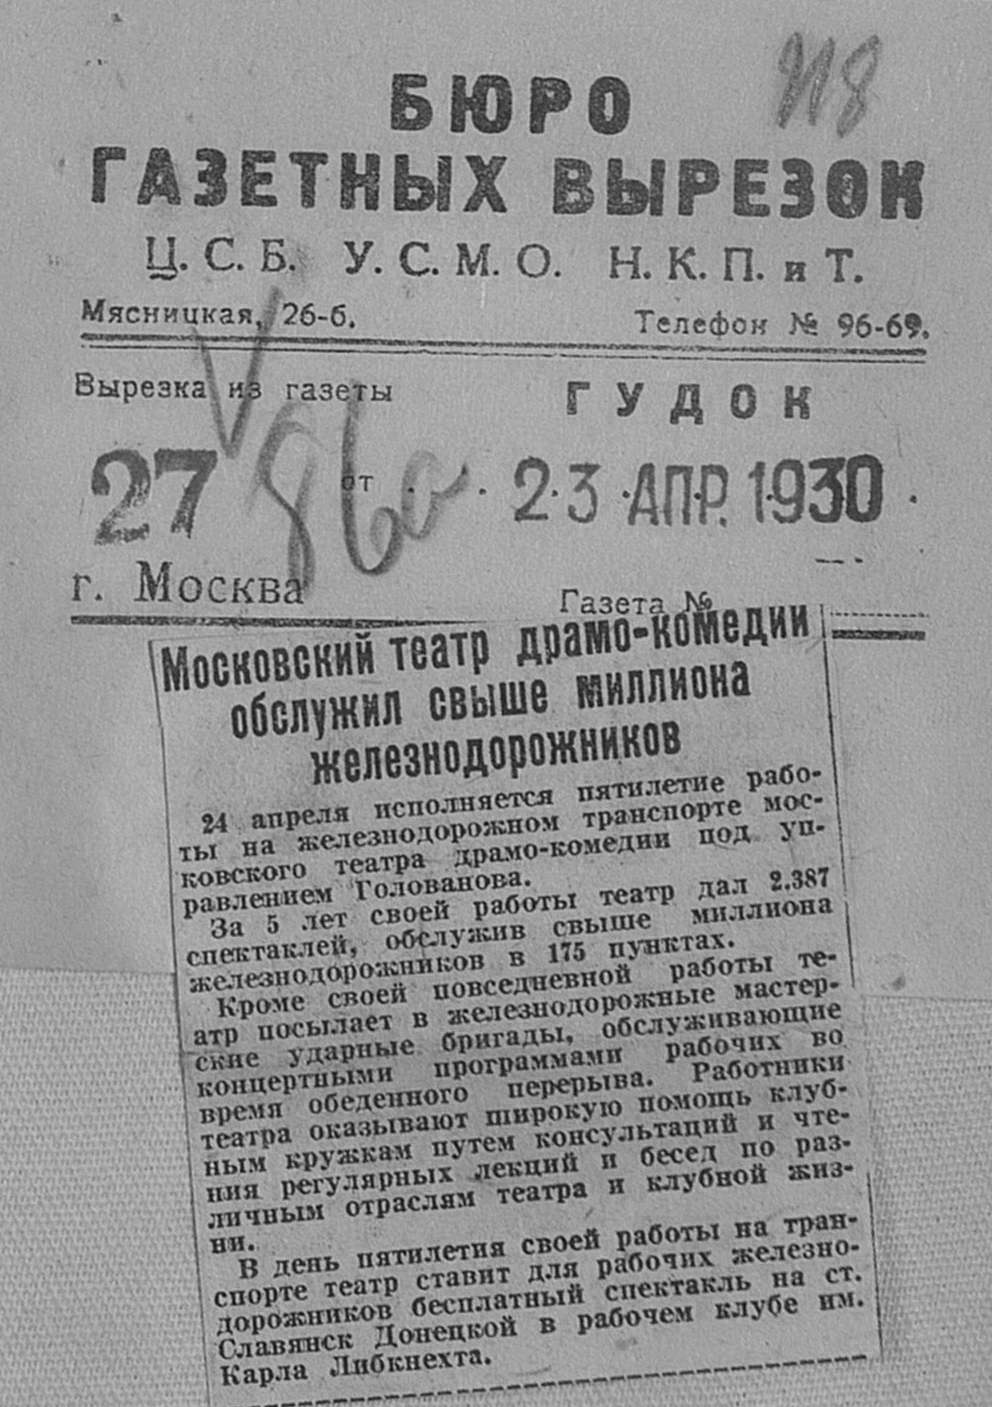 БЮРО
ГАЗЕТНЫХ ВЫРЕЗОК
Ц. С. Б. У. С. М. О. Н. К. П. и Т.
Мясницкая, 26-б. Телефон № 96-69.
Вырезка из газеты ГУДОК
27 86а от 23 АПР. 1930
г. Москва Газета №
Московский театр драмо-комедии
обслужил свыше миллиона
железнодорожников
24 апреля исполняется пятилетие рабо-
ты на железнодорожном транспорте мос-
ковского театра драмо-комедии под уп-
равлением Голованова.
За 5 лет своей работы театр дал 2.387
спектаклей, обслужив свыше миллиона
железнодорожников в 175 пунктах.
Кроме своей повседневной работы те-
атр посылает в железнодорожные мастер-
ские ударные бригады, обслуживающие
концертными программами рабочих во
время обеденного перерыва. Работники
театра оказывают широкую помощь клуб-
ным кружкам путем консультаций и чте-
ния регулярных лекций и бесед по раз-
личным отраслям театра и клубной жиз-
ни.
В день пятилетия своей работы на тран-
спорте театр ставит для рабочих железно-
дорожников бесплатный спектакль на ст.
Славянск Донецкой в рабочем клубе им.
Карла Либкнехта.